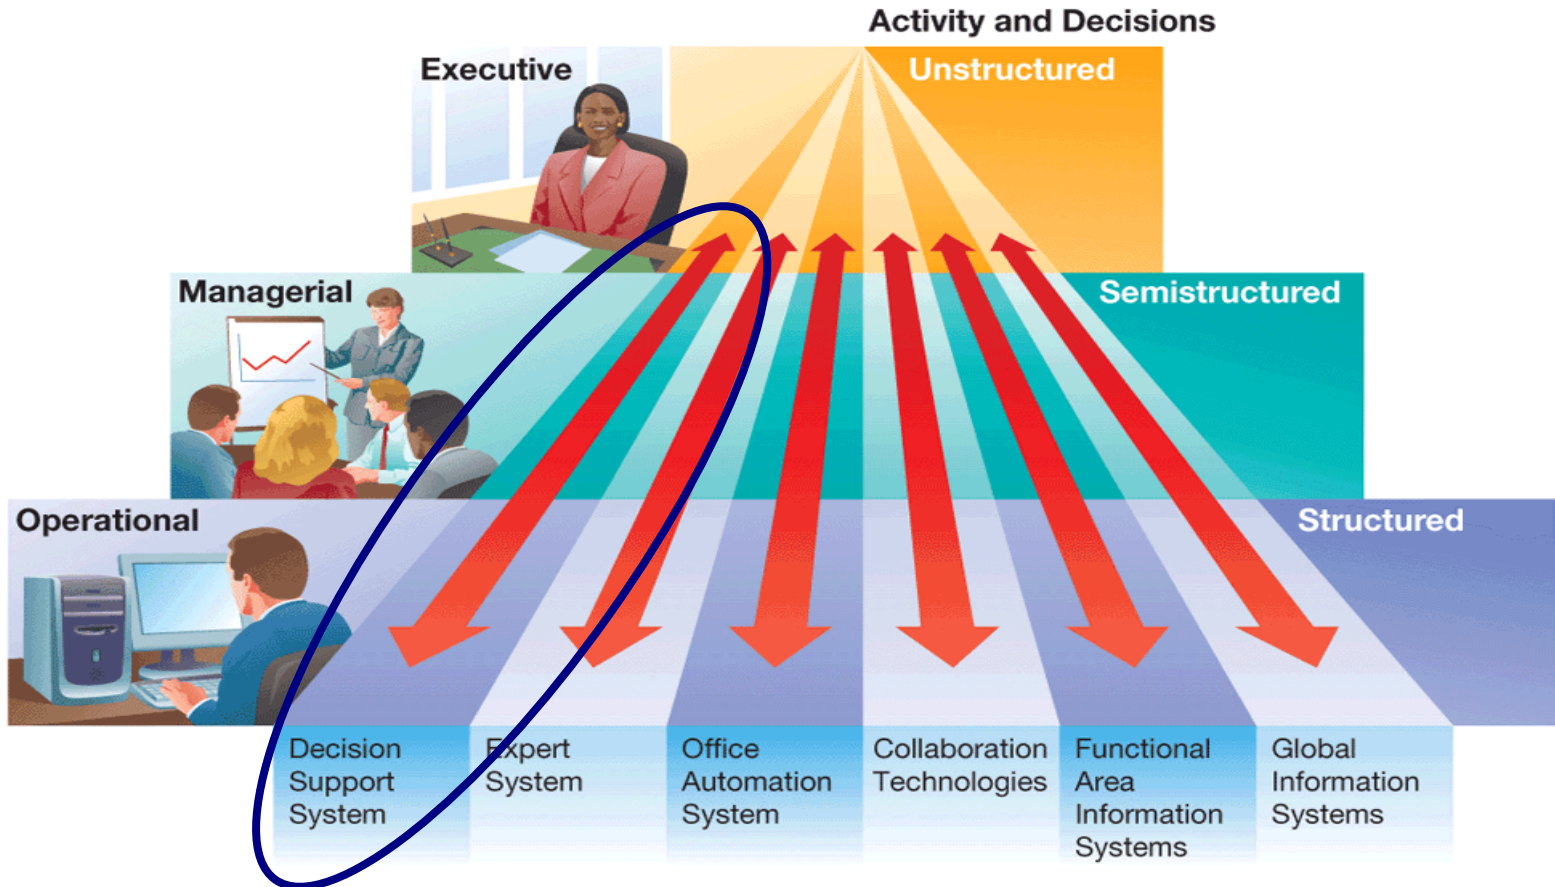 Activity and Decisions
Executive
Unstructured
Managerial
Semistructured
Operational
Structured
Decision
Support
System
Expert
System
Office
Automation
System
Collaboration
Technologies
Functional
Area
Information
Systems
Global
Information
Systems